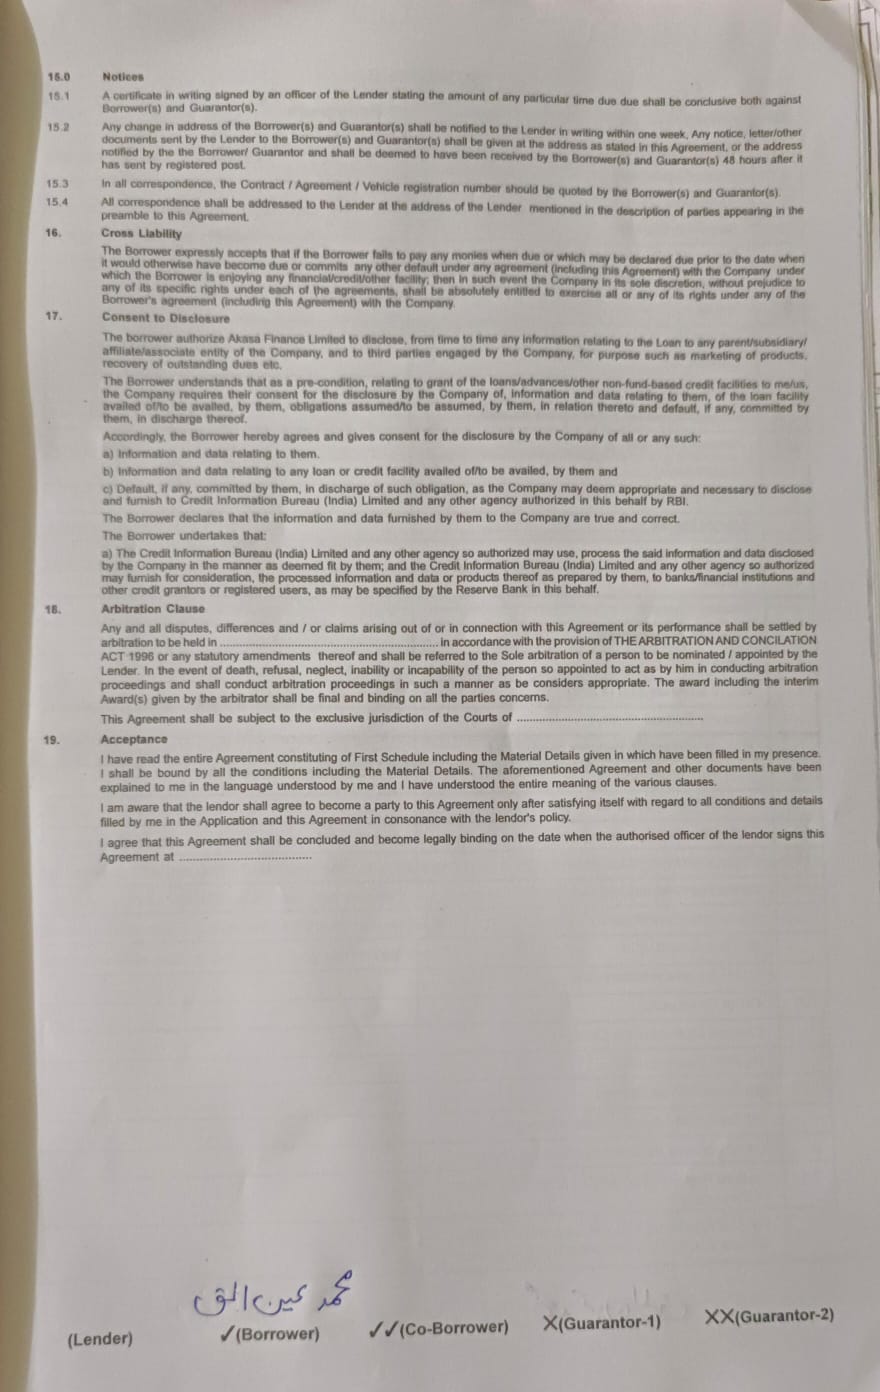 15.0 Notices
15.1 A certificate in writing signed by an officer of the Lender stating the amount of any particular time due due shall be conclusive both against
Borrower(s) and Guarantor(s).
15.2 Any change in address of the Borrower(s) and Guarantor(s) shall be notified to the Lender in writing within one week, Any notice, letter/other
documents sent by the Lender to the Borrower(s) and Guarantor(s) shall be given at the address as stated in this Agreement, or the address
notified by the the Borrower/ Guarantor and shall be deemed to have been received by the Borrower(s) and Guarantor(s) 48 hours after it
has sent by registered post.
15.3 In all correspondence, the Contract / Agreement / Vehicle registration number should be quoted by the Borrower(s) and Guarantor(s).
15.4 All correspondence shall be addressed to the Lender at the address of the Lender mentioned in the description of parties appearing in the
preamble to this Agreement.
16. Cross Liability
The Borrower expressly accepts that if the Borrower fails to pay any monies when due or which may be declared due prior to the date when
it would otherwise have become due or commits any other default under any agreement (including this Agreement) with the Company under
which the Borrower is enjoying any financial/credit/other facility; then in such event the Company in its sole discretion, without prejudice to
any of its specific rights under each of the agreements, shall be absolutely entitled to exercise all or any of its rights under any of the
Borrower's agreement (including this Agreement) with the Company.
17. Consent to Disclosure
The borrower authorize Akasa Finance Limited to disclose, from time to time any information relating to the Loan to any parent/subsidiary/
affiliate/associate entity of the Company, and to third parties engaged by the Company, for purpose such as marketing of products,
recovery of outstanding dues etc.
The Borrower understands that as a pre-condition, relating to grant of the loans/advances/other non-fund-based credit facilities to me/us,
the Company requires their consent for the disclosure by the Company of, information and data relating to them, of the loan facility
availed of/to be availed, by them, obligations assumed/to be assumed, by them, in relation thereto and default, if any, committed by
them, in discharge thereof.
Accordingly, the Borrower hereby agrees and gives consent for the disclosure by the Company of all or any such:
a) Information and data relating to them.
b) Information and data relating to any loan or credit facility availed of/to be availed, by them and
c) Default, if any, committed by them, in discharge of such obligation, as the Company may deem appropriate and necessary to disclose
and furnish to Credit Information Bureau (India) Limited and any other agency authorized in this behalf by RBI.
The Borrower declares that the information and data furnished by them to the Company are true and correct.
The Borrower undertakes that:
a) The Credit Information Bureau (India) Limited and any other agency so authorized may use, process the said information and data disclosed
by the Company in the manner as deemed fit by them; and the Credit Information Bureau (India) Limited and any other agency so authorized
may furnish for consideration, the processed information and data or products thereof as prepared by them, to banks/financial institutions and
other credit grantors or registered users, as may be specified by the Reserve Bank in this behalf.
18. Arbitration Clause
Any and all disputes, differences and / or claims arising out of or in connection with this Agreement or its performance shall be settled by
arbitration to be held in ................................................................. in accordance with the provision of THE ARBITRATION AND CONCILATION
ACT 1996 or any statutory amendments thereof and shall be referred to the Sole arbitration of a person to be nominated / appointed by the
Lender. In the event of death, refusal, neglect, inability or incapability of the person so appointed to act as by him in conducting arbitration
proceedings and shall conduct arbitration proceedings in such a manner as be considers appropriate. The award including the interim
Award(s) given by the arbitrator shall be final and binding on all the parties concerns.
This Agreement shall be subject to the exclusive jurisdiction of the Courts of .......................................................
19. Acceptance
I have read the entire Agreement constituting of First Schedule including the Material Details given in which have been filled in my presence.
I shall be bound by all the conditions including the Material Details. The aforementioned Agreement and other documents have been
explained to me in the language understood by me and I have understood the entire meaning of the various clauses.
I am aware that the lendor shall agree to become a party to this Agreement only after satisfying itself with regard to all conditions and details
filled by me in the Application and this Agreement in consonance with the lendor's policy.
I agree that this Agreement shall be concluded and become legally binding on the date when the authorised officer of the lendor signs this
Agreement at .......................................
محمد عین الق
(Lender) ✓(Borrower) ✓✓(Co-Borrower) X(Guarantor-1) XX(Guarantor-2)